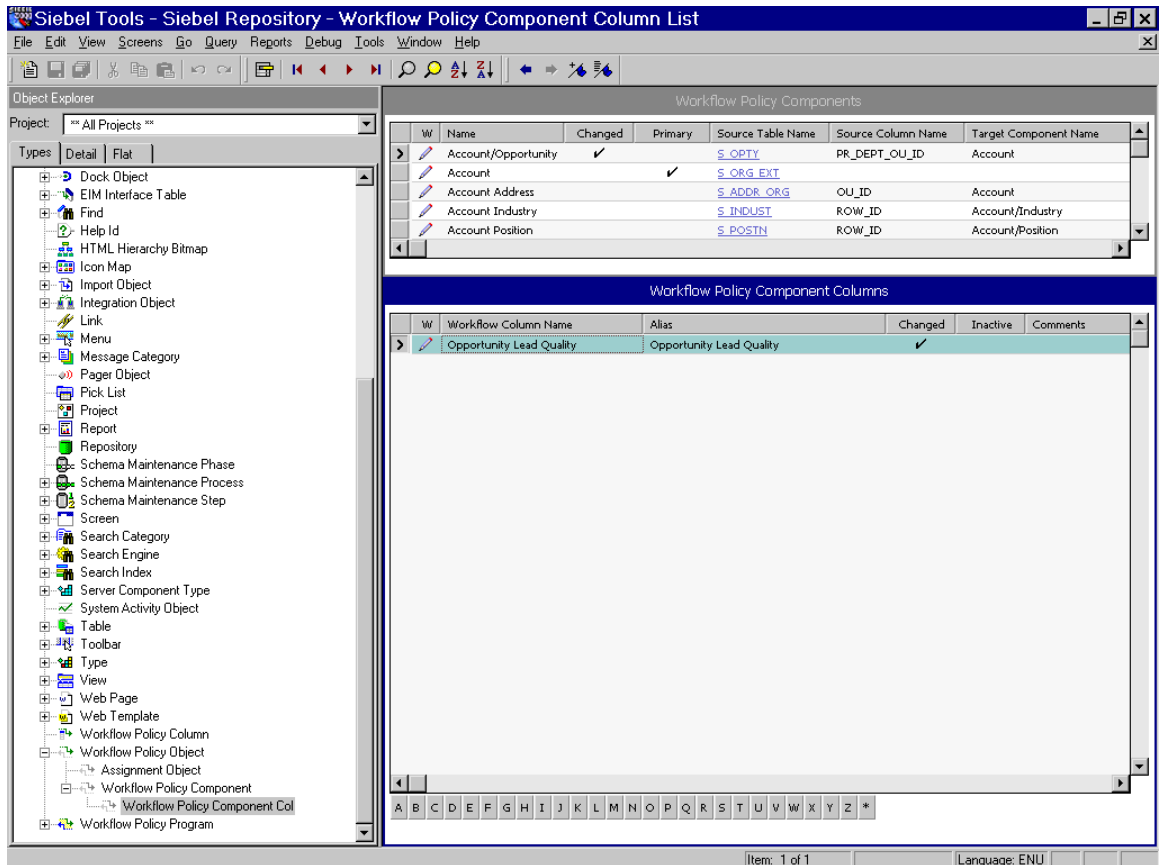 Siebel Tools - Siebel Repository - Workflow Policy Component Column List
File Edit View Screens Go Query Reports Debug Tools Window Help
Object Explorer
Project: ** All Projects **
Types Detail Flat
Dock Object
EIM Interface Table
Find
Help Id
HTML Hierarchy Bitmap
Icon Map
Import Object
Integration Object
Link
Menu
Message Category
Pager Object
Pick List
Project
Report
Repository
Schema Maintenance Phase
Schema Maintenance Process
Schema Maintenance Step
Screen
Search Category
Search Engine
Search Index
Server Component Type
System Activity Object
Table
Toolbar
Type
View
Web Page
Web Template
Workflow Policy Column
Workflow Policy Object
Assignment Object
Workflow Policy Component
Workflow Policy Component Col
Workflow Policy Program
Workflow Policy Components
W Name Changed Primary Source Table Name Source Column Name Target Component Name
Account/Opportunity S_OPTY PR_DEPT_OU_ID Account
Account S_ORG_EXT
Account Address S_ADDR_ORG OU_ID Account
Account Industry S_INDUST ROW_ID Account/Industry
Account Position S_POSTN ROW_ID Account/Position
Workflow Policy Component Columns
W Workflow Column Name Alias Changed Inactive Comments
Opportunity Lead Quality Opportunity Lead Quality
A B C D E F G H I J K L M N O P Q R S T U V W X Y Z *
Item: 1 of 1 Language: ENU